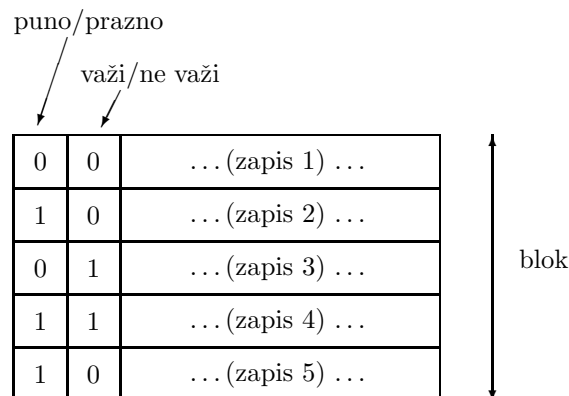 puno/prazno
važi/ne važi
0 0 ...(zapis 1) ...
1 0 ...(zapis 2) ...
0 1 ...(zapis 3) ...
blok
1 1 ...(zapis 4) ...
1 0 ...(zapis 5) ...